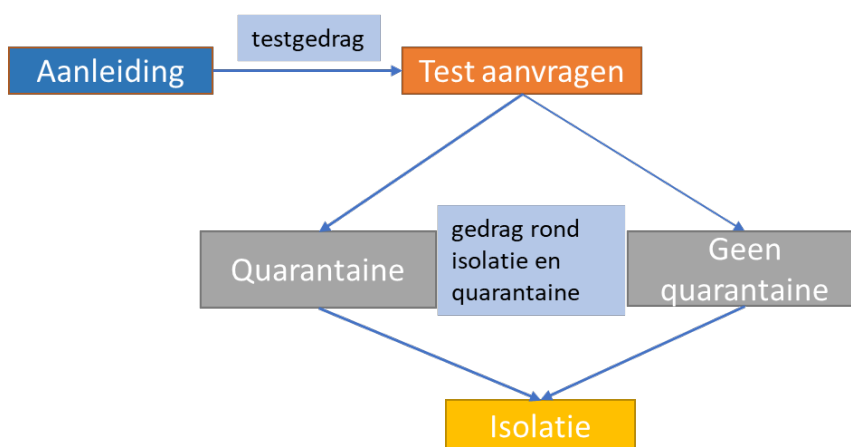 testgedrag
Aanleiding
Test aanvragen
Quarantaine
gedrag rond
isolatie en
quarantaine
Geen
quarantaine
Isolatie